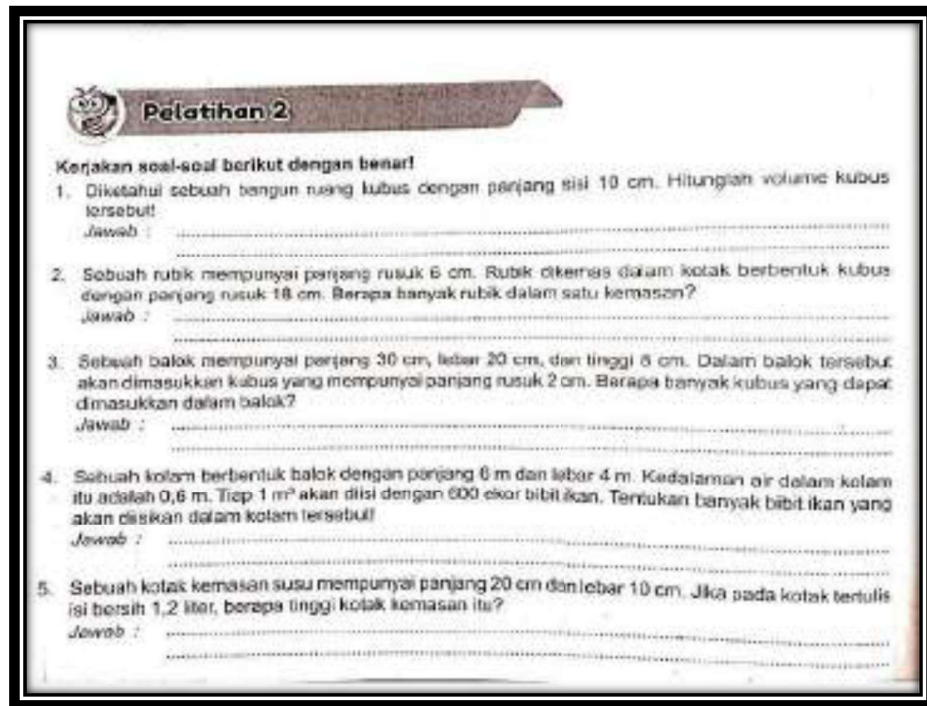 Pelatihan 2
Kerjakan soal-soal berikut dengan benar!
1. Diketahui sebuah bangun ruang kubus dengan panjang sisi 10 cm. Hitunglah volume kubus
tersebut!
Jawab :
2. Sebuah rubik mempunyai panjang rusuk 6 cm. Rubik dikemas dalam kotak berbentuk kubus
dengan panjang rusuk 18 cm. Berapa banyak rubik dalam satu kemasan?
Jawab :
3. Sebuah balok mempunyai panjang 30 cm, lebar 20 cm, dan tinggi 8 cm. Dalam balok tersebut
akan dimasukkan kubus yang mempunyai panjang rusuk 2 cm. Berapa banyak kubus yang dapat
dimasukkan dalam balok?
Jawab :
4. Sebuah kolam berbentuk balok dengan panjang 6 m dan lebar 4 m. Kedalaman air dalam kolam
itu adalah 0,6 m. Tiap 1 m³ akan diisi dengan 600 ekor bibit ikan. Tentukan banyak bibit ikan yang
akan diisikan dalam kolam tersebut!
Jawab :
5. Sebuah kotak kemasan susu mempunyai panjang 20 cm dan lebar 10 cm. Jika pada kotak tertulis
isi bersih 1,2 liter, berapa tinggi kotak kemasan itu?
Jawab :